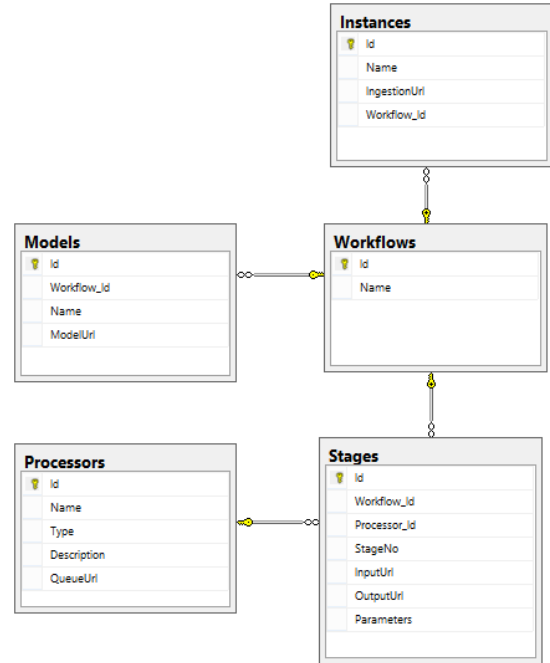 Instances
Id
Name
IngestionUrl
Workflow_Id
Models
Id
Workflow_Id
Name
ModelUrl
Workflows
Id
Name
Processors
Id
Name
Type
Description
QueueUrl
Stages
Id
Workflow_Id
Processor_Id
StageNo
InputUrl
OutputUrl
Parameters